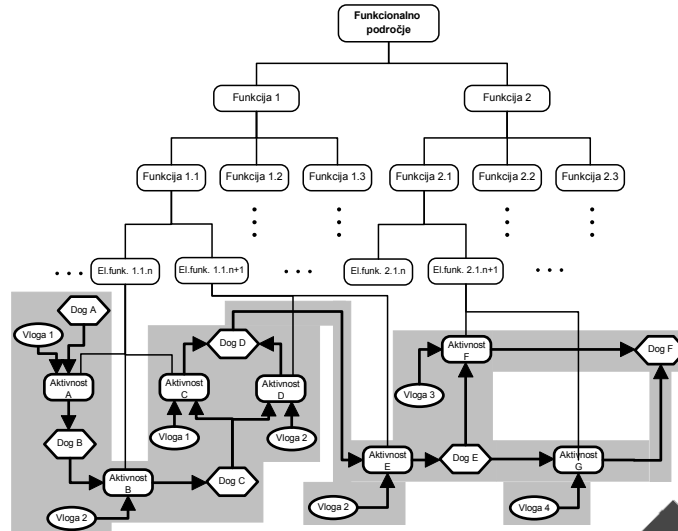 Funkcionalno
področje
Funkcija 1
Funkcija 2
Funkcija 1.1
Funkcija 1.2
Funkcija 1.3
Funkcija 2.1
Funkcija 2.2
Funkcija 2.3
El.funk. 1.1.n
El.funk. 1.1.n+1
El.funk. 2.1.n
El.funk. 2.1.n+1
Dog A
Vloga 1
Dog D
Aktivnost
F
Dog F
Aktivnost
A
Aktivnost
C
Aktivnost
D
Vloga 3
Dog B
Vloga 1
Vloga 2
Aktivnost
E
Dog E
Aktivnost
G
Aktivnost
B
Dog C
Vloga 2
Vloga 2
Vloga 4